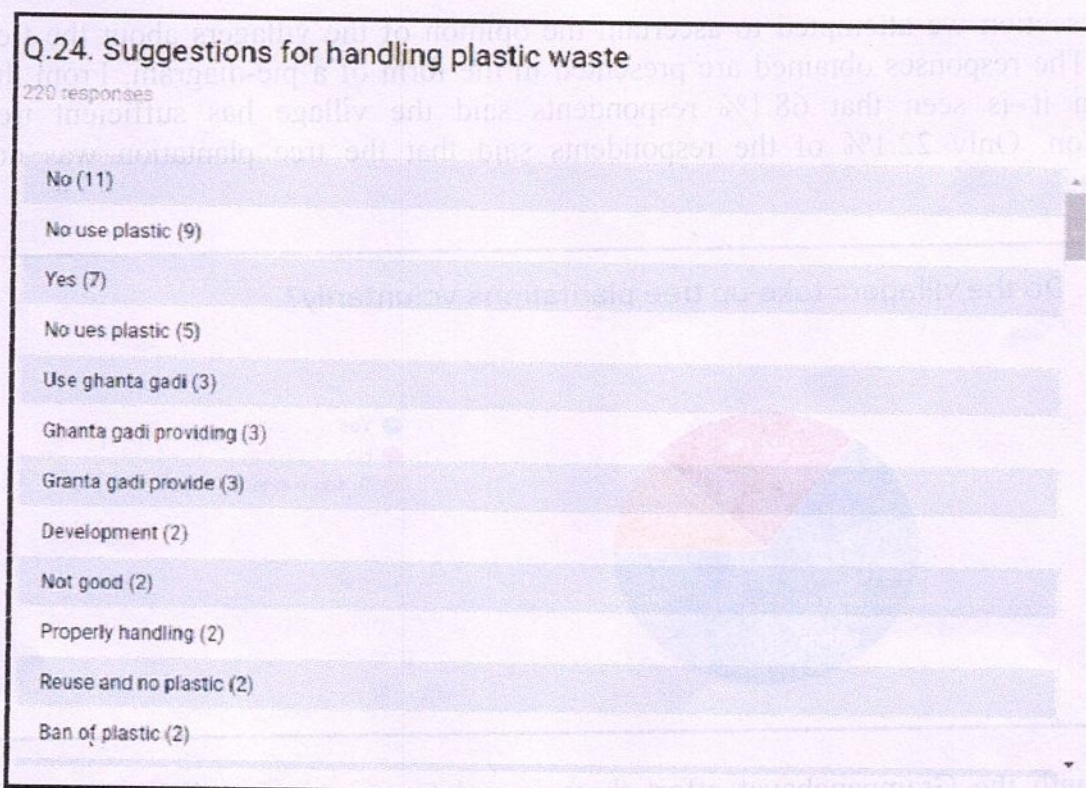 Q.24. Suggestions for handling plastic waste
220 responses
No (11)
No use plastic (9)
Yes (7)
No ues plastic (5)
Use ghanta gadi (3)
Ghanta gadi providing (3)
Granta gadi provide (3)
Development (2)
Not good (2)
Properly handling (2)
Reuse and no plastic (2)
Ban of plastic (2)